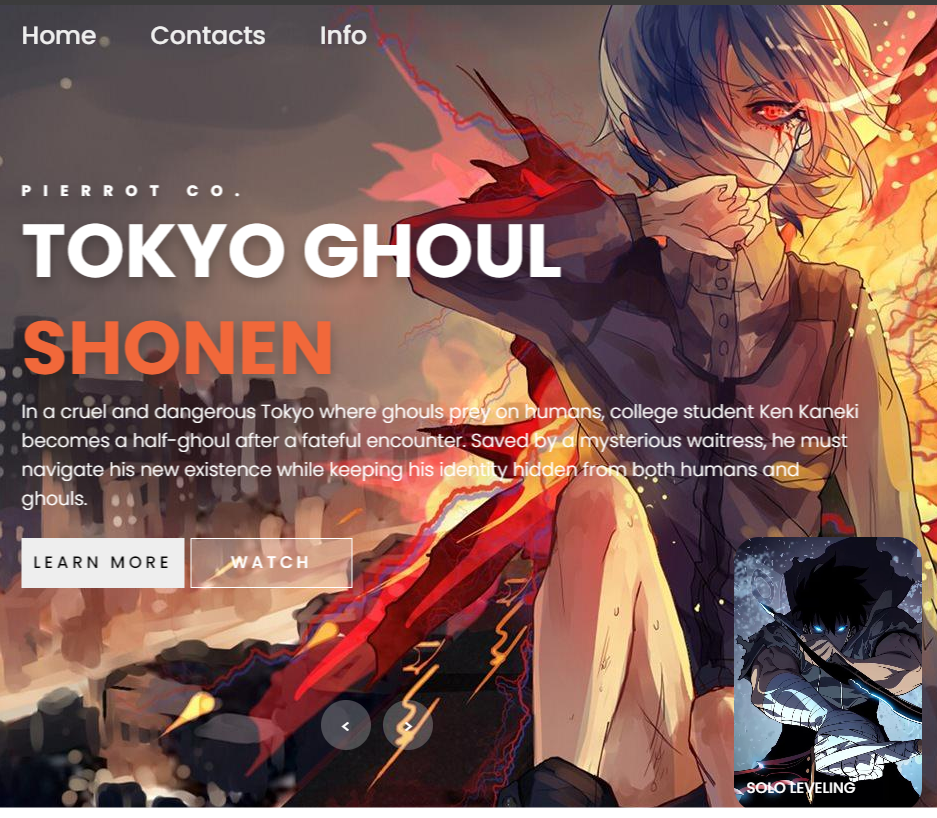 Home Contacts Info
PIERROT CO.
TOKYO GHOUL
SHONEN
In a cruel and dangerous Tokyo where ghouls prey on humans, college student Ken Kaneki
becomes a half-ghoul after a fateful encounter. Saved by a mysterious waitress, he must
navigate his new existence while keeping his identity hidden from both humans and
ghouls.
LEARN MORE WATCH
< >
SOLO LEVELING